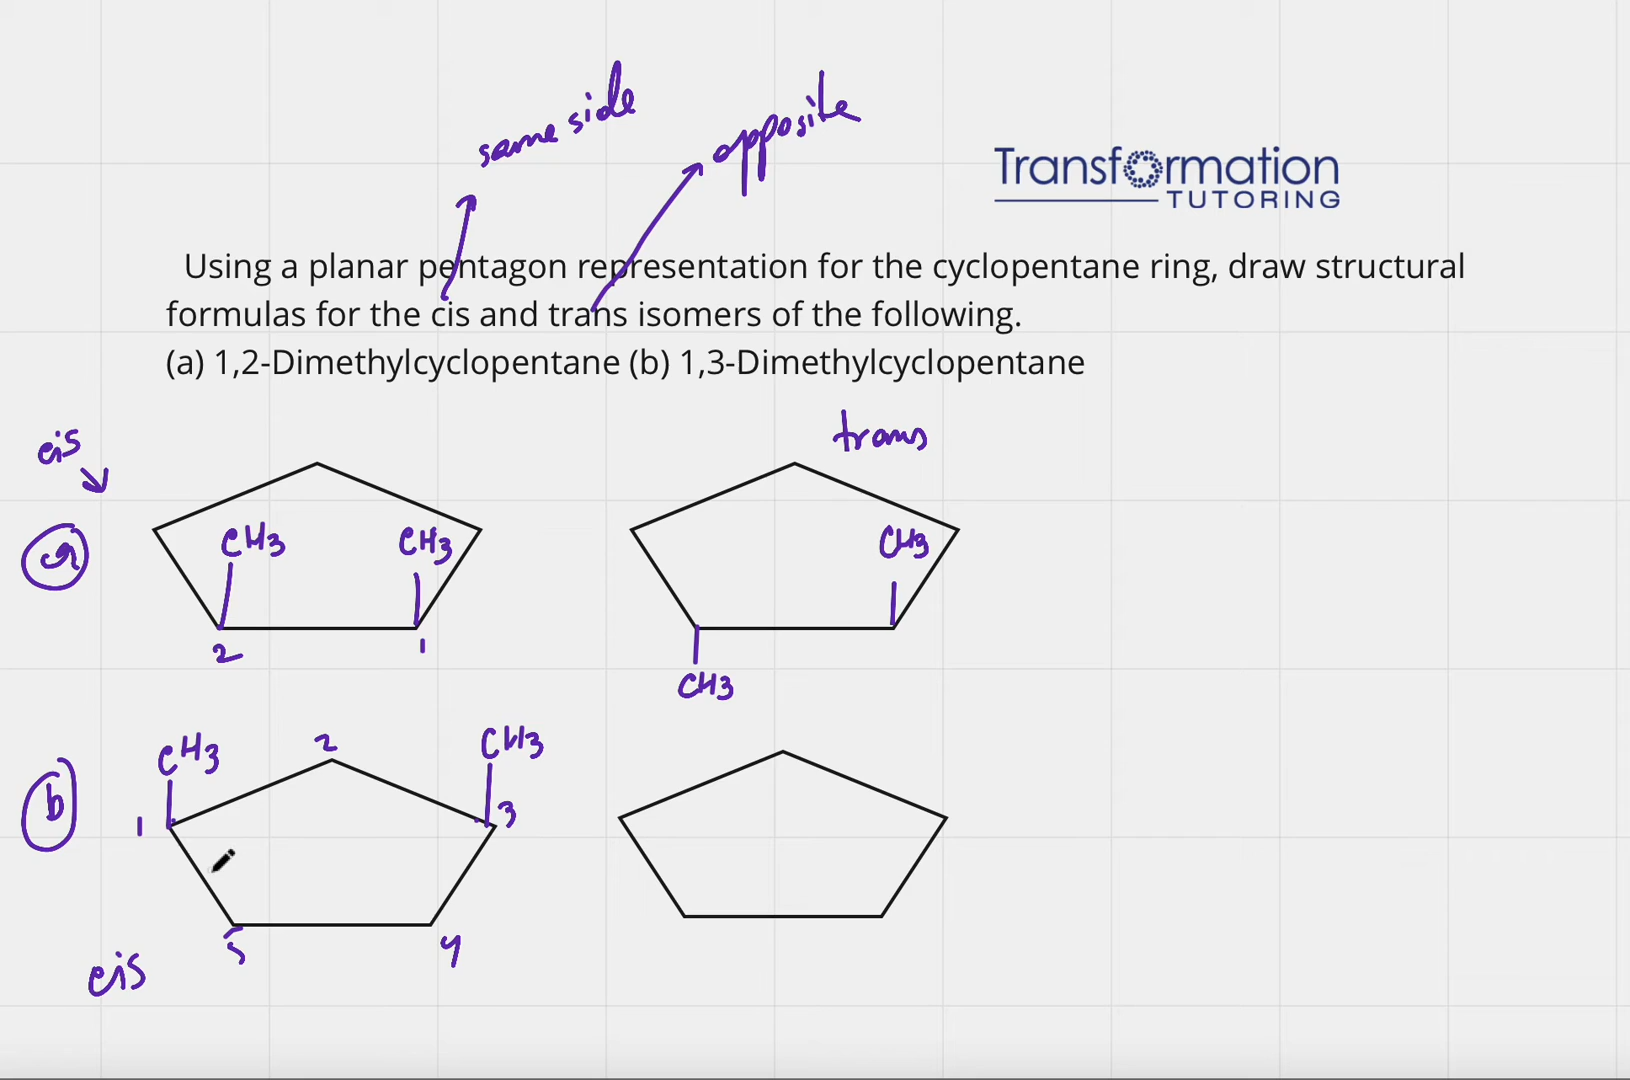 same side
opposite
Transformation
TUTORING
Using a planar pentagon representation for the cyclopentane ring, draw structural
formulas for the cis and trans isomers of the following.
(a) 1,2-Dimethylcyclopentane (b) 1,3-Dimethylcyclopentane
cis
trans
a
CH3 CH3
CH3
2 1
CH3
b
CH3 2 CH3
1 3
5 4
cis